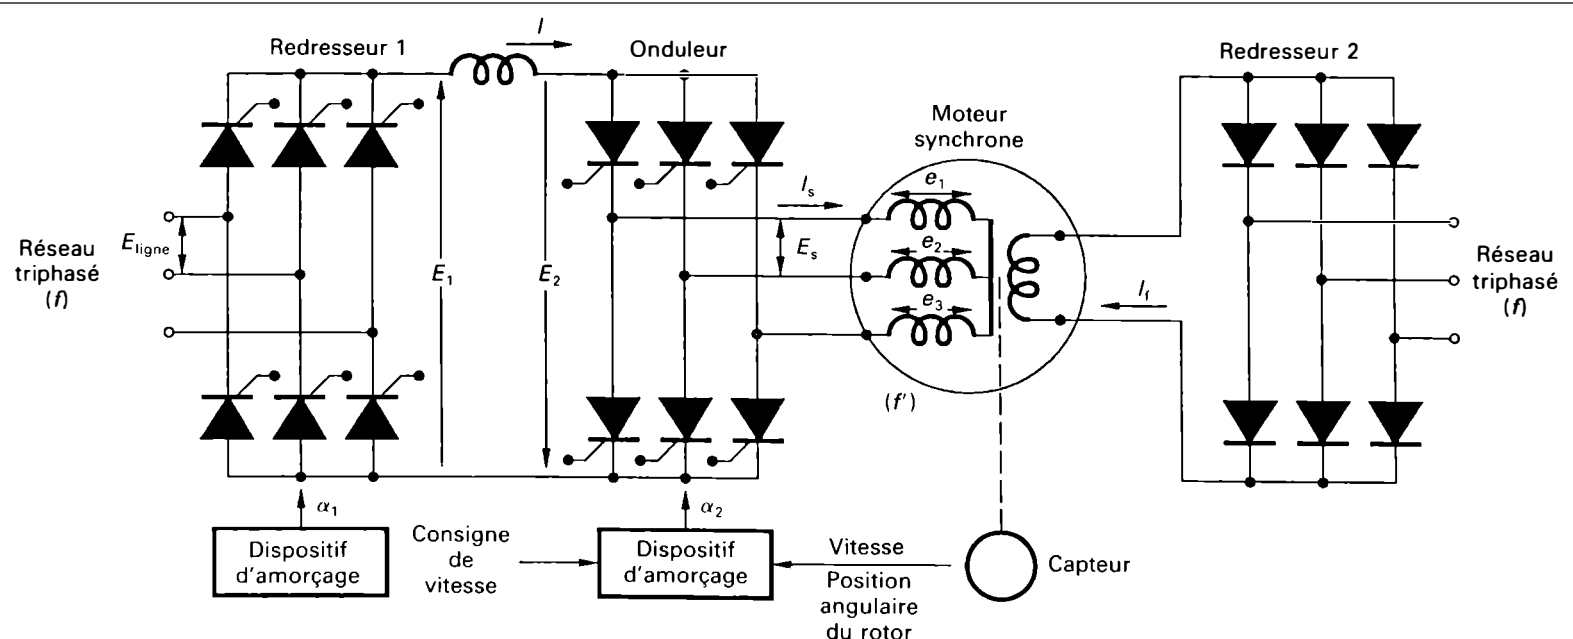 Redresseur 1
I
Onduleur
Redresseur 2
Moteur
synchrone
Réseau
triphasé
(f)
E ligne
E1
E2
Is
Es
e1
e2
e3
(f')
If
Réseau
triphasé
(f)
α1
α2
Dispositif
d'amorçage
Consigne
de
vitesse
Dispositif
d'amorçage
Vitesse
Position
angulaire
du rotor
Capteur